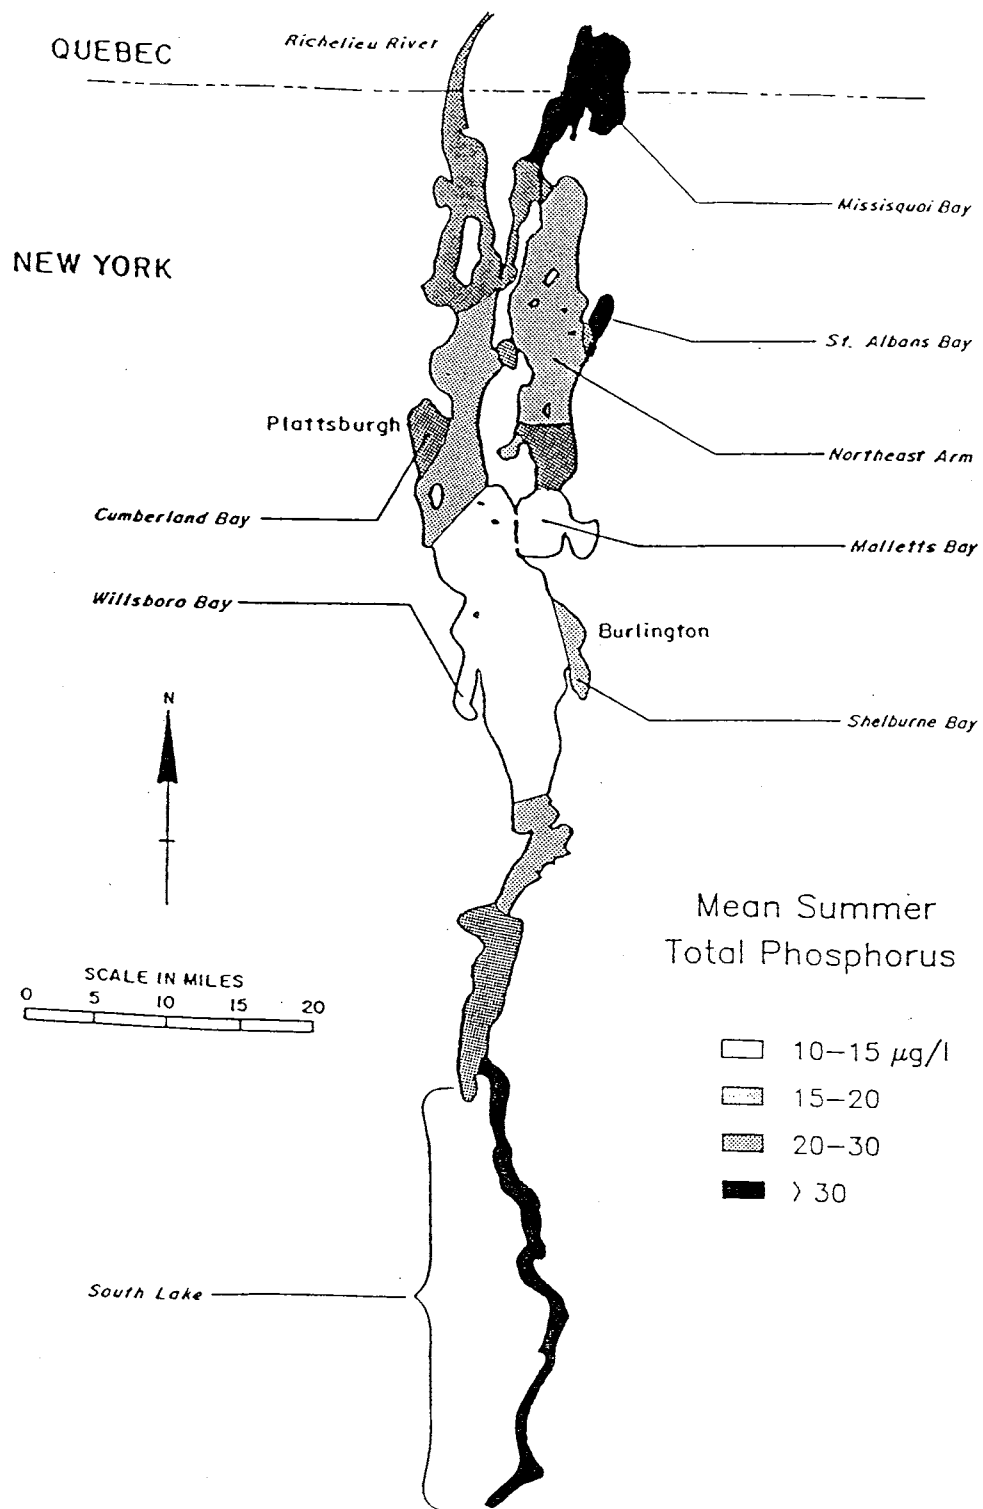 Richelieu River
QUEBEC
Missisquoi Bay
NEW YORK
St. Albans Bay
Plattsburgh
Northeast Arm
Cumberland Bay
Malletts Bay
Willsboro Bay
Burlington
N
Shelburne Bay
Mean Summer
Total Phosphorus
SCALE IN MILES
0 5 10 15 20
10-15 µg/l
15-20
20-30
> 30
South Lake